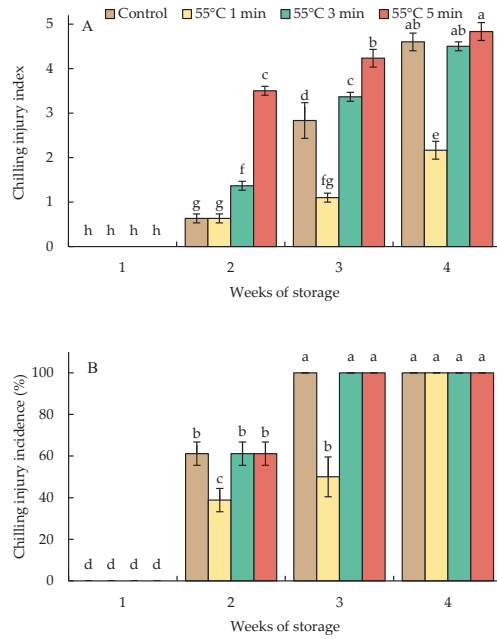 A
Control 55°C 1 min 55°C 3 min 55°C 5 min
Chilling injury index
5
4
3
2
1
0
h h h h
g g f c
d fg c b
ab e ab a
1 2 3 4
Weeks of storage
B
Chilling injury incidence (%)
100
80
60
40
20
0
d d d d
b c b b
a b a a
a a a a
1 2 3 4
Weeks of storage